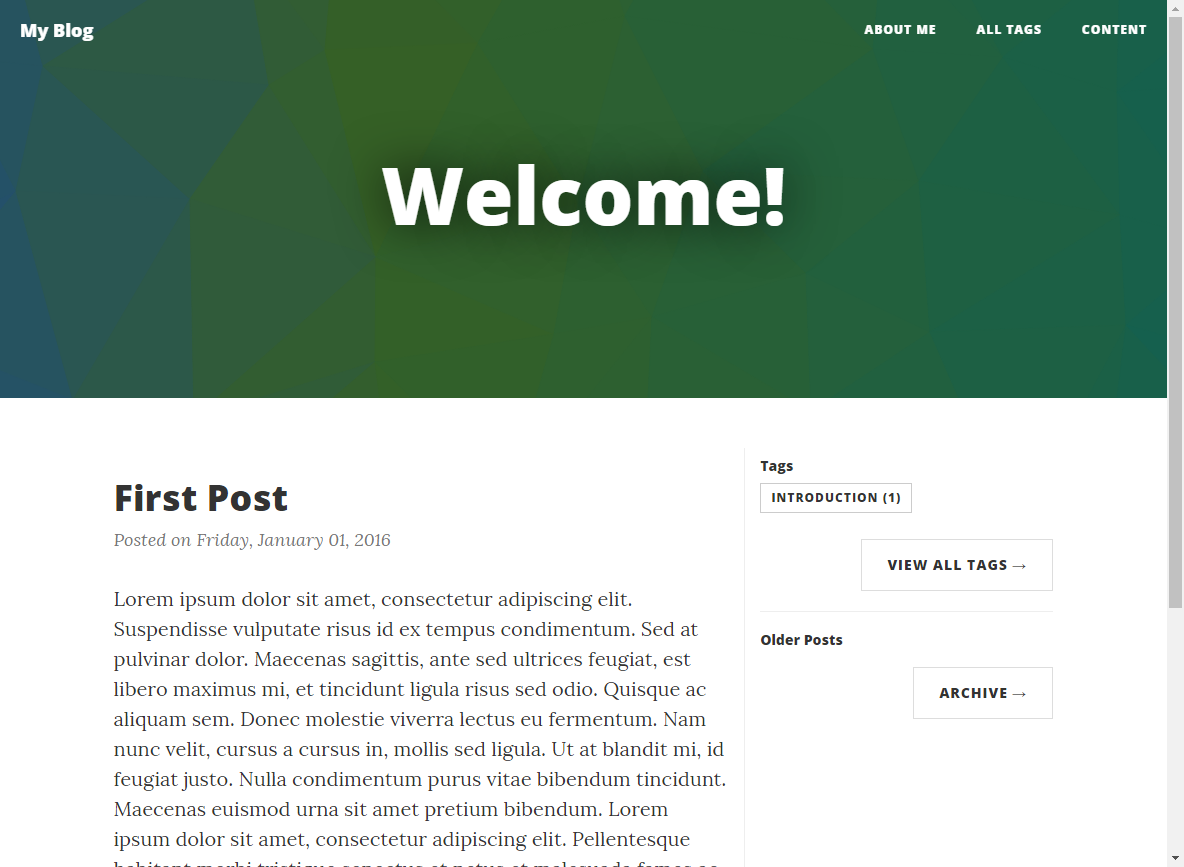 My Blog
ABOUT ME
ALL TAGS
CONTENT
Welcome!
First Post
Posted on Friday, January 01, 2016
Lorem ipsum dolor sit amet, consectetur adipiscing elit.
Suspendisse vulputate risus id ex tempus condimentum. Sed at
pulvinar dolor. Maecenas sagittis, ante sed ultrices feugiat, est
libero maximus mi, et tincidunt ligula risus sed odio. Quisque ac
aliquam sem. Donec molestie viverra lectus eu fermentum. Nam
nunc velit, cursus a cursus in, mollis sed ligula. Ut at blandit mi, id
feugiat justo. Nulla condimentum purus vitae bibendum tincidunt.
Maecenas euismod urna sit amet pretium bibendum. Lorem
ipsum dolor sit amet, consectetur adipiscing elit. Pellentesque
Tags
INTRODUCTION (1)
VIEW ALL TAGS →
Older Posts
ARCHIVE →